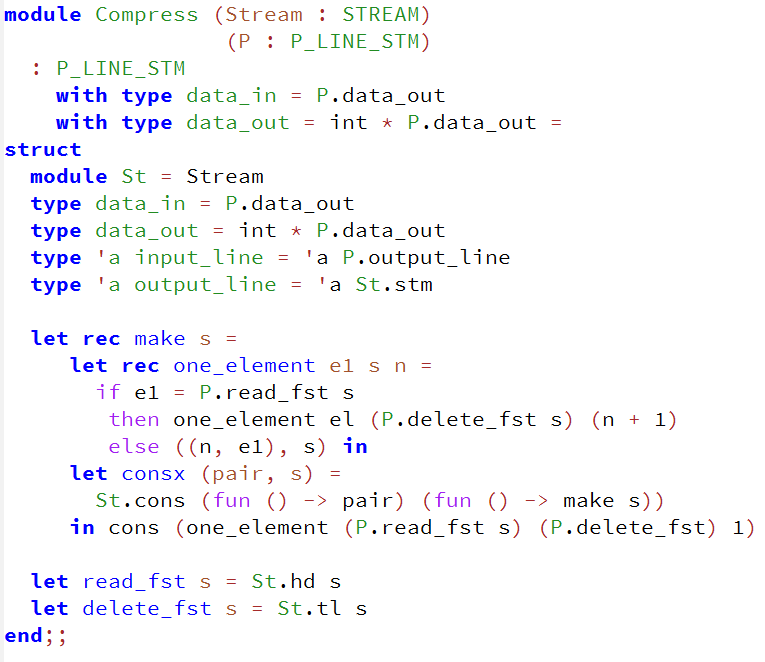 module Compress (Stream : STREAM)
                 (P : P_LINE_STM)
  : P_LINE_STM
    with type data_in = P.data_out
    with type data_out = int * P.data_out =
struct
  module St = Stream
  type data_in = P.data_out
  type data_out = int * P.data_out
  type 'a input_line = 'a P.output_line
  type 'a output_line = 'a St.stm

  let rec make s =
     let rec one_element e1 s n =
       if e1 = P.read_fst s
        then one_element el (P.delete_fst s) (n + 1)
        else ((n, e1), s) in
     let consx (pair, s) =
       St.cons (fun () -> pair) (fun () -> make s))
     in cons (one_element (P.read_fst s) (P.delete_fst) 1)

  let read_fst s = St.hd s
  let delete_fst s = St.tl s
end;;